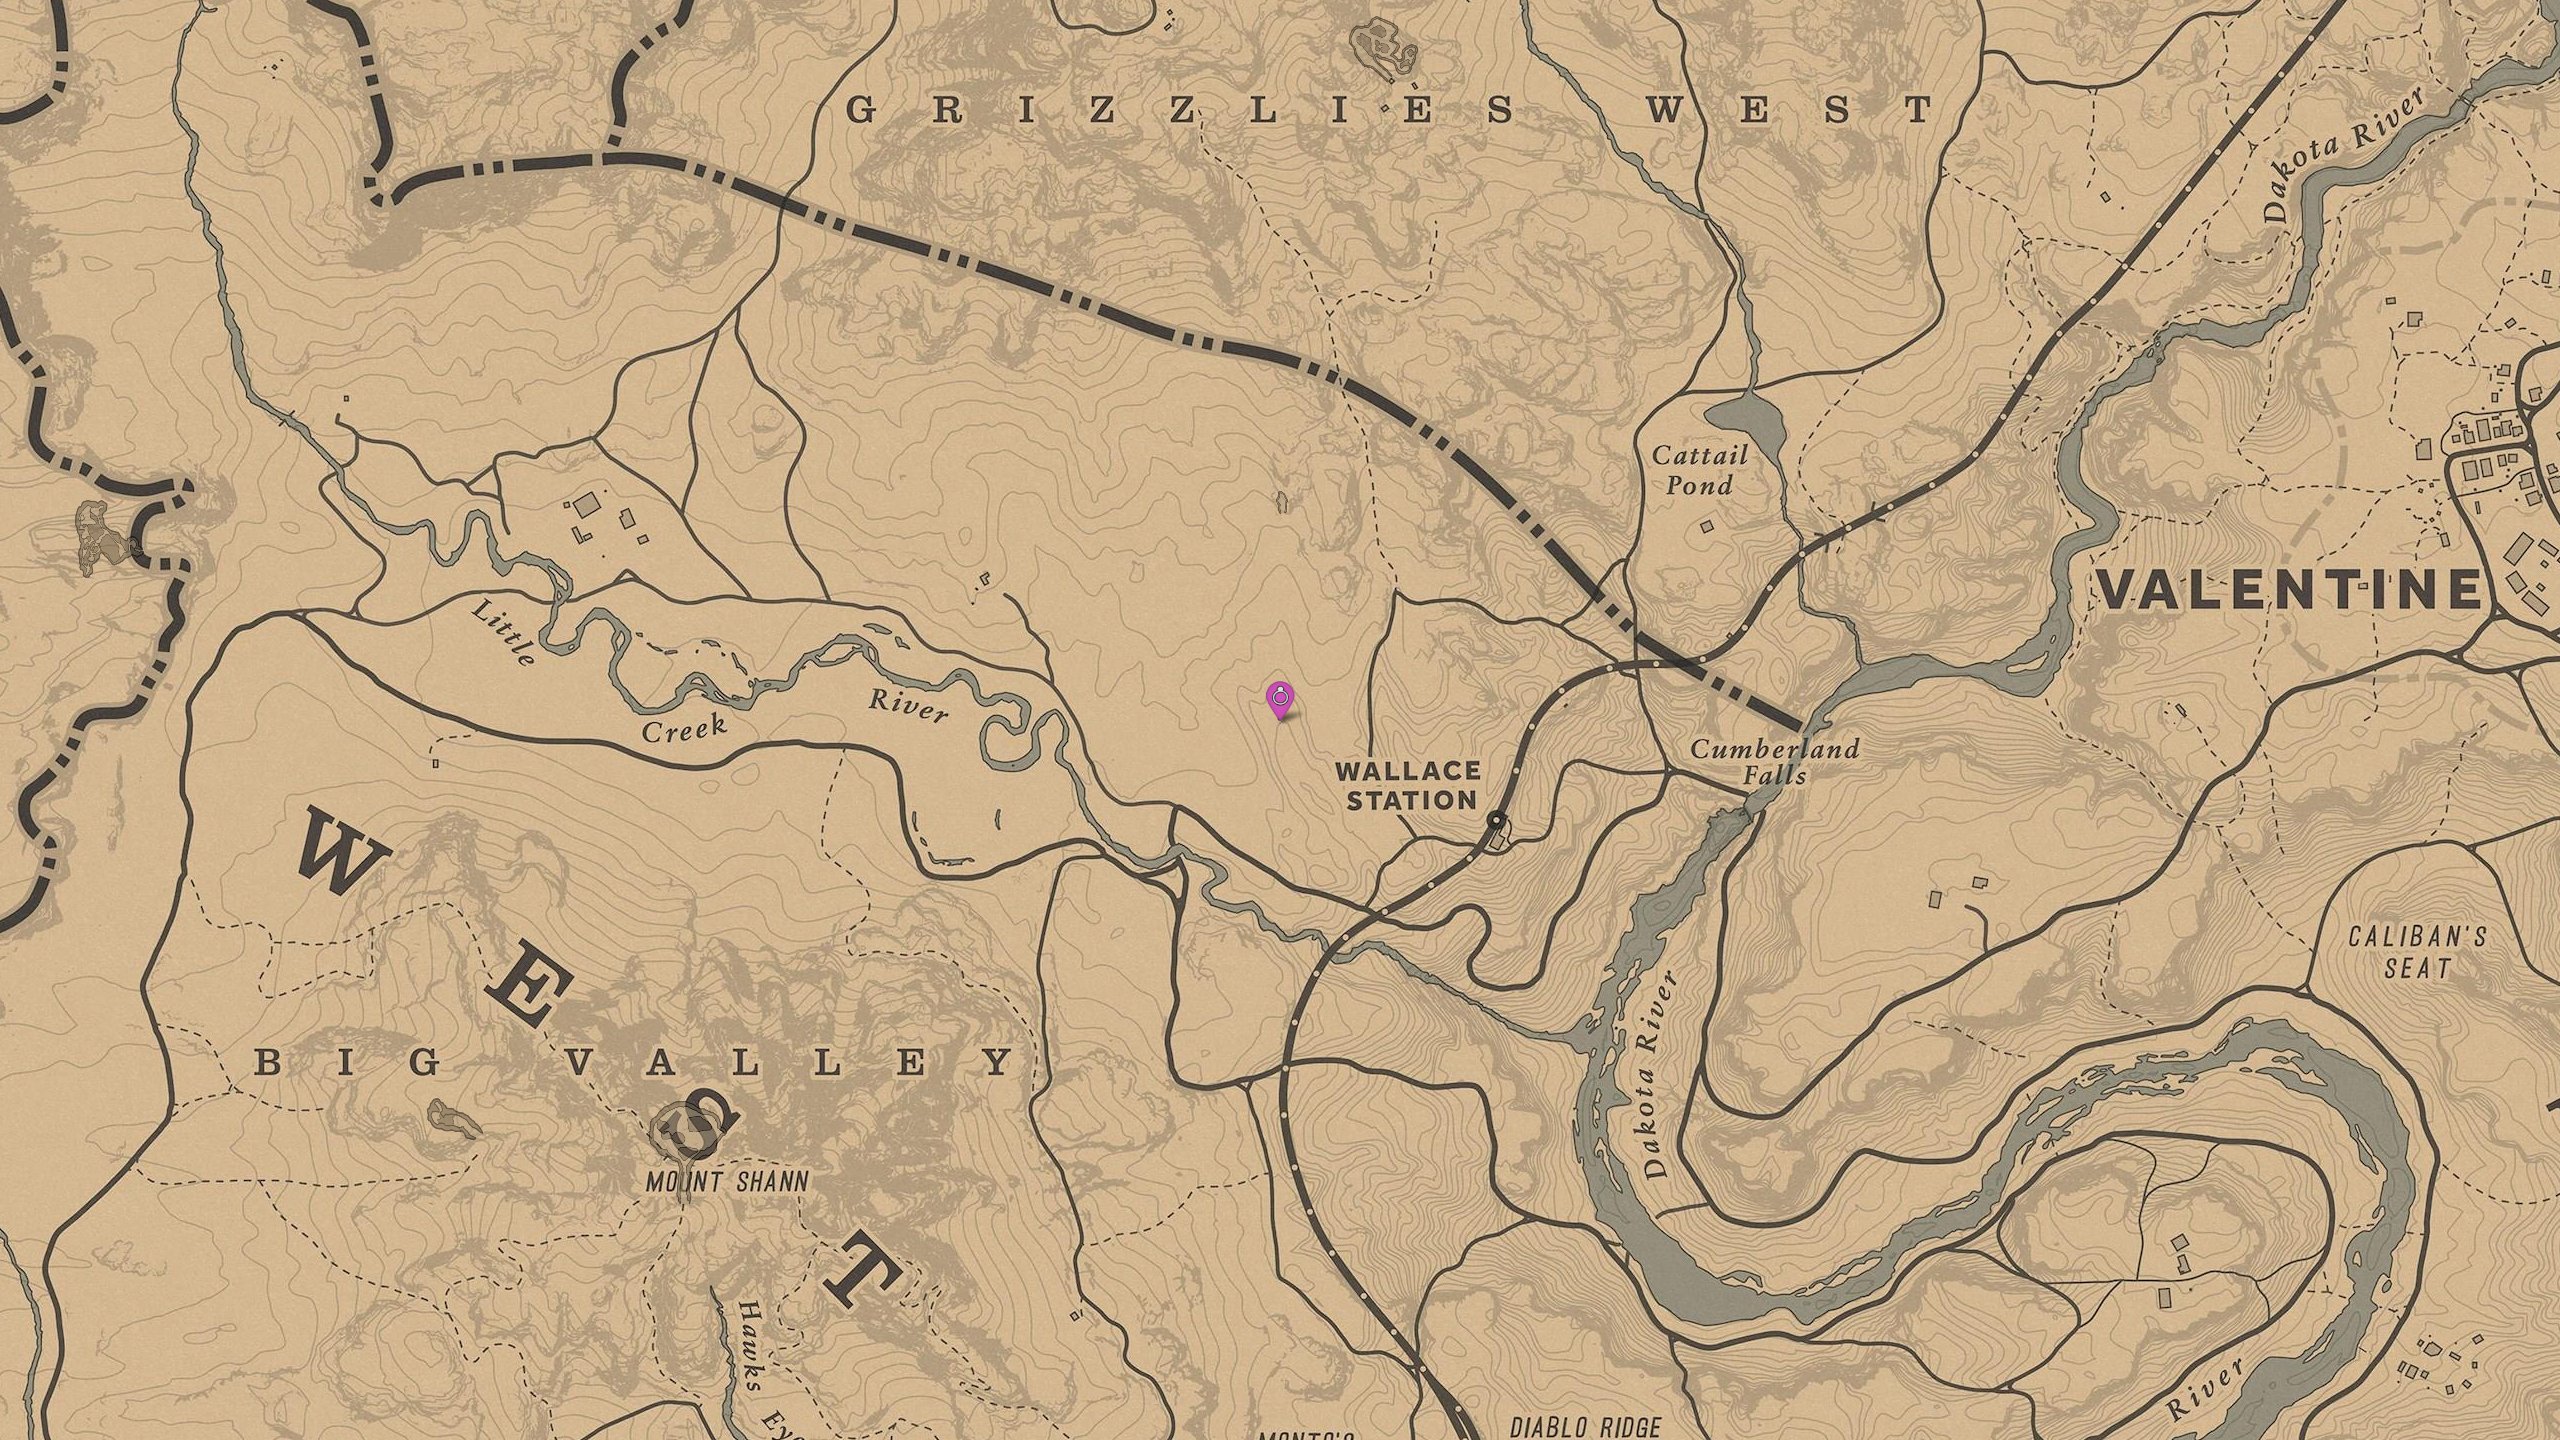 GRIZZLIES WEST
Dakota River
Cattail
Pond
VALENTINE
Little
Creek
River
WALLACE
STATION
Cumberland
Falls
WEST
CALIBAN'S
SEAT
Dakota River
BIG VALLEY
MOUNT SHANN
Hawks
River
DIABLO RIDGE